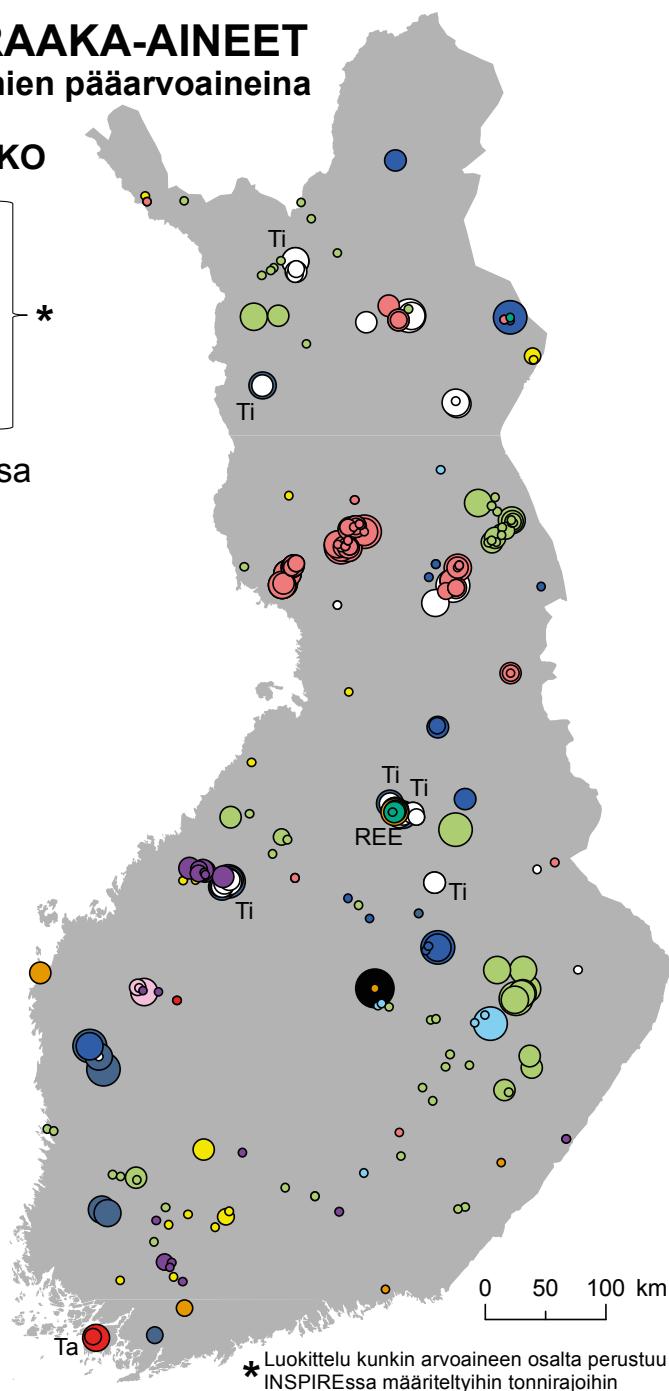 RAAKA-AINEET
mien pääarvoaineina
KO
*
sa
Ti
Ti
Ti
Ti
REE
Ti
Ti
Ta
0 50 100 km
* Luokittelu kunkin arvoaineen osalta perustuu
INSPIREssa määriteltyihin tonnirajoihin